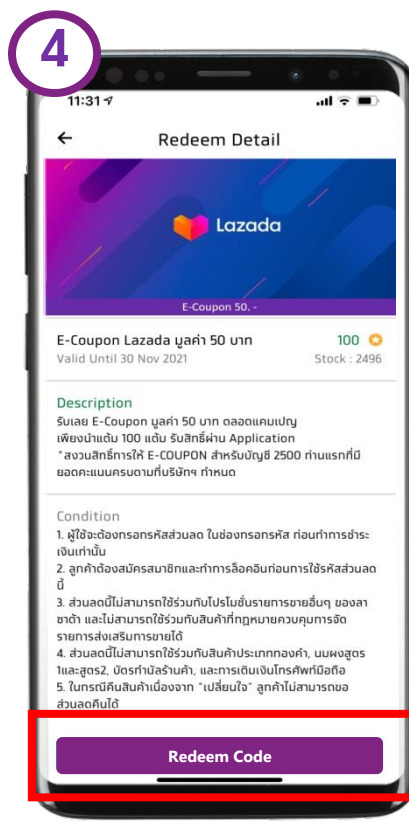 4
11:31
Redeem Detail
Lazada
E-Coupon 50. -
E-Coupon Lazada มูลค่า 50 บาท
100
Valid Until 30 Nov 2021
Stock : 2496
Description
รับเลย E-Coupon มูลค่า 50 บาท ตลอดแคมเปญ
เพียงนำแต้ม 100 แต้ม รับสิทธิ์ผ่าน Application
*สงวนสิทธิ์การให้ E-COUPON สำหรับบัญชี 2500 ท่านแรกที่มี
ยอดคะแนนครบตามที่บริษัทฯ กำหนด
Condition
1. ผู้ใช้จะต้องกรอกรหัสส่วนลด ในช่องกรอกรหัส ก่อนทำการชำระ
เงินเท่านั้น
2. ลูกค้าต้องสมัครสมาชิกและทำการล็อคอินก่อนการใช้รหัสส่วนลด
นี้
3. ส่วนลดนี้ไม่สามารถใช้ร่วมกับโปรโมชั่นรายการขายอื่นๆ ของลา
ซาด้า และไม่สามารถใช้ร่วมกับสินค้าที่กฎหมายควบคุมการจัด
รายการส่งเสริมการขายได้
4. ส่วนลดนี้ไม่สามารถใช้กับสินค้าประเภททองคำ, นมผงสูตร
1และสูตร2, บัตรกำนัลร้านค้า, และการเติมเงินโทรศัพท์มือถือ
5. ในกรณีคืนสินค้าเนื่องจาก "เปลี่ยนใจ" ลูกค้าไม่สามารถขอ
ส่วนลดคืนได้
Redeem Code